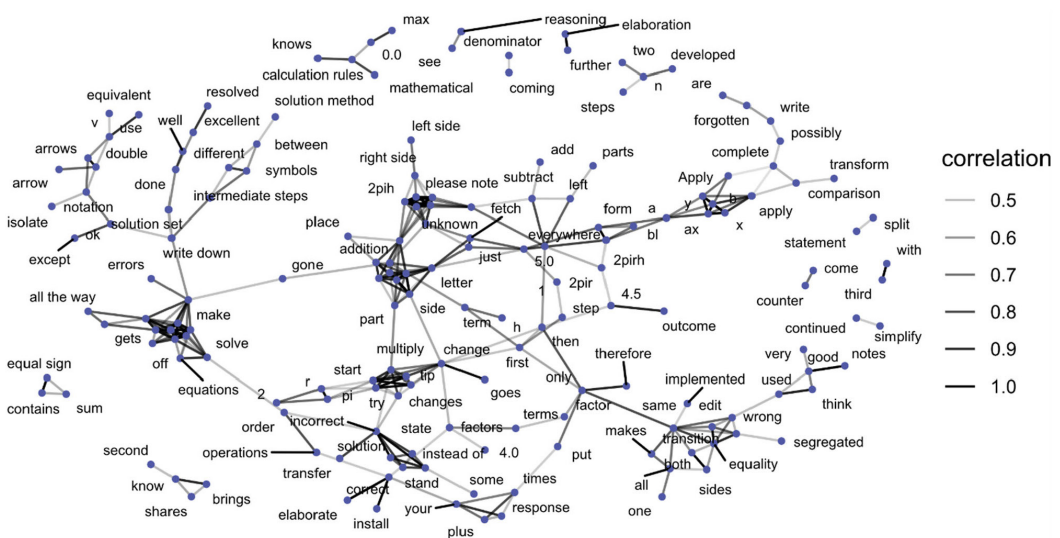 max
reasoning
elaboration
knows
0.0
denominator
two
developed
see
calculation rules
further
n
mathematical
coming
are
equivalent
resolved
solution method
steps
write
v
use
well
excellent
forgotten
possibly
left side
arrows
double
different
between
add
parts
complete
transform
right side
arrow
done
symbols
2pih
please note
subtract
left
Apply
comparison
notation
intermediate steps
fetch
form
a
y
b
apply
isolate
solution set
place
unknown
everywhere
ax
x
split
ok
addition
just
bl
statement
except
write down
5.0
2pirh
with
errors
gone
letter
1
2pir
4.5
come
all the way
make
side
step
counter
third
part
term
h
outcome
continued
simplify
gets
solve
multiply
change
first
then
therefore
very
good
notes
equal sign
off
start
tip
only
implemented
used
equations
r
goes
contains
sum
2
pi
try
changes
factor
same
edit
wrong
think
order
incorrect
state
factors
terms
makes
transition
segregated
second
operations
solution
instead of
4.0
put
both
equality
transfer
know
correct
stand
some
times
all
sides
brings
shares
elaborate
install
your
response
one
plus
correlation
0.5
0.6
0.7
0.8
0.9
1.0